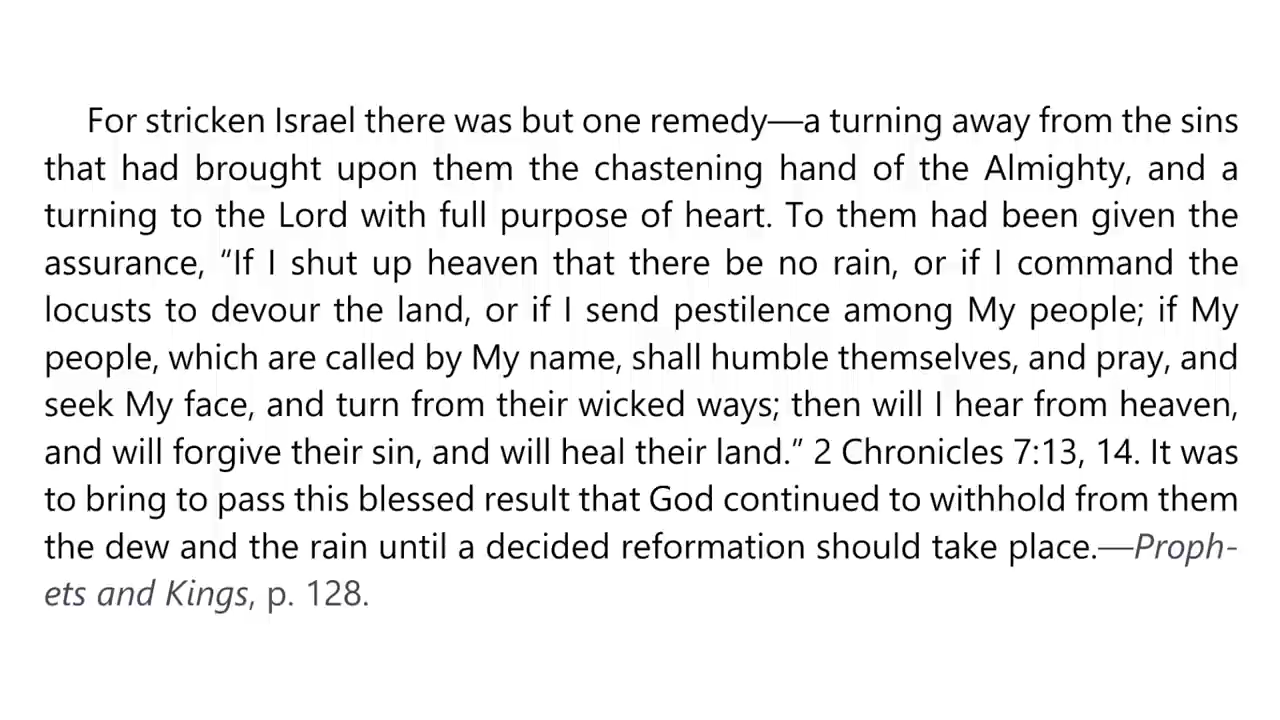 For stricken Israel there was but one remedy—a turning away from the sins
that had brought upon them the chastening hand of the Almighty, and a
turning to the Lord with full purpose of heart. To them had been given the
assurance, “If I shut up heaven that there be no rain, or if I command the
locusts to devour the land, or if I send pestilence among My people; if My
people, which are called by My name, shall humble themselves, and pray, and
seek My face, and turn from their wicked ways; then will I hear from heaven,
and will forgive their sin, and will heal their land.” 2 Chronicles 7:13, 14. It was
to bring to pass this blessed result that God continued to withhold from them
the dew and the rain until a decided reformation should take place.—Proph-
ets and Kings, p. 128.